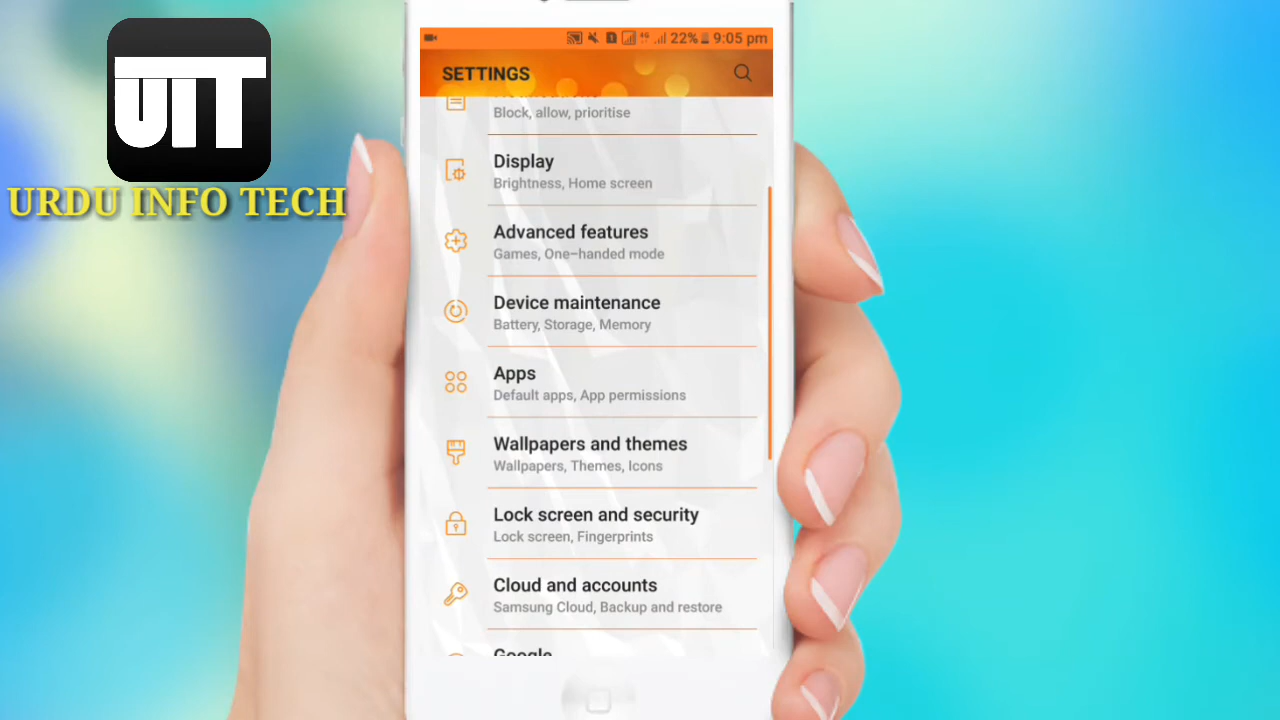 UIT
URDU INFO TECH
4G 22% 9:05 pm
SETTINGS
Notifications
Block, allow, prioritise
Display
Brightness, Home screen
Advanced features
Games, One-handed mode
Device maintenance
Battery, Storage, Memory
Apps
Default apps, App permissions
Wallpapers and themes
Wallpapers, Themes, Icons
Lock screen and security
Lock screen, Fingerprints
Cloud and accounts
Samsung Cloud, Backup and restore
Google